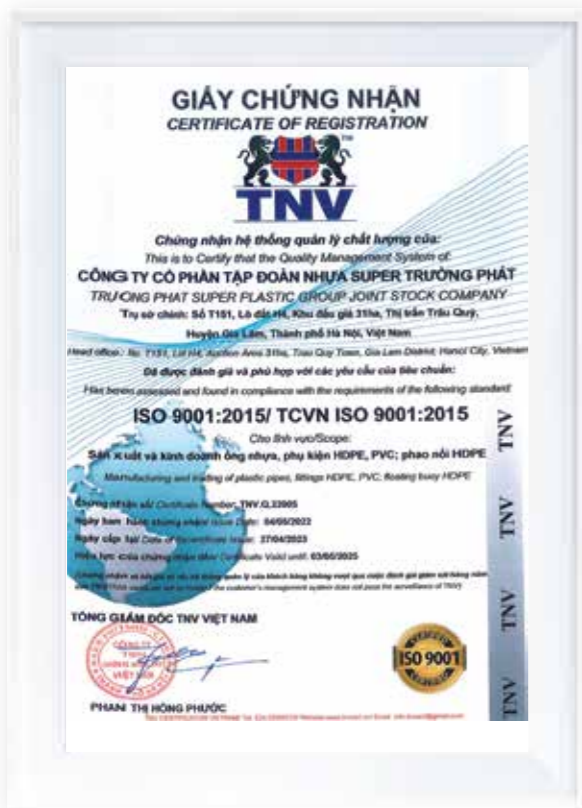 GIẤY CHỨNG NHẬN
CERTIFICATE OF REGISTRATION
TNV
Chứng nhận hệ thống quản lý chất lượng của:
This is to Certify that the Quality Management System of:
CÔNG TY CỔ PHẦN TẬP ĐOÀN NHỰA SUPER TRƯỜNG PHÁT
TRUONG PHAT SUPER PLASTIC GROUP JOINT STOCK COMPANY
Trụ sở chính: Số T151, Lô đất H4, Khu đấu giá 31ha, Thị trấn Trâu Quỳ,
Huyện Gia Lâm, Thành phố Hà Nội, Việt Nam
Head office: No. T151, Lot H4, Auction Area 31ha, Trau Quy Town, Gia Lam District, Hanoi City, Vietnam
Đã được đánh giá và phù hợp với các yêu cầu của tiêu chuẩn:
Has been assessed and found in compliance with the requirements of the following standard:
ISO 9001:2015/ TCVN ISO 9001:2015
Cho lĩnh vực/Scope:
Sản xuất và kinh doanh ống nhựa, phụ kiện HDPE, PVC; phao nổi HDPE
Manufacturing and trading of plastic pipes, fittings HDPE, PVC; floating buoy HDPE
Chứng nhận số/ Certificate Number: TNV.Q.22005
Ngày ban hành chứng nhận/ Issue Date: 04/05/2022
Ngày cấp lại/ Date of Re-certificate Issue: 27/04/2023
Hiệu lực của chứng nhận đến/ Certificate Valid until: 03/05/2025
TỔNG GIÁM ĐỐC TNV VIỆT NAM
PHAN THỊ HỒNG PHƯỚC
ISO 9001
TNV
TNV
TNV
TNV